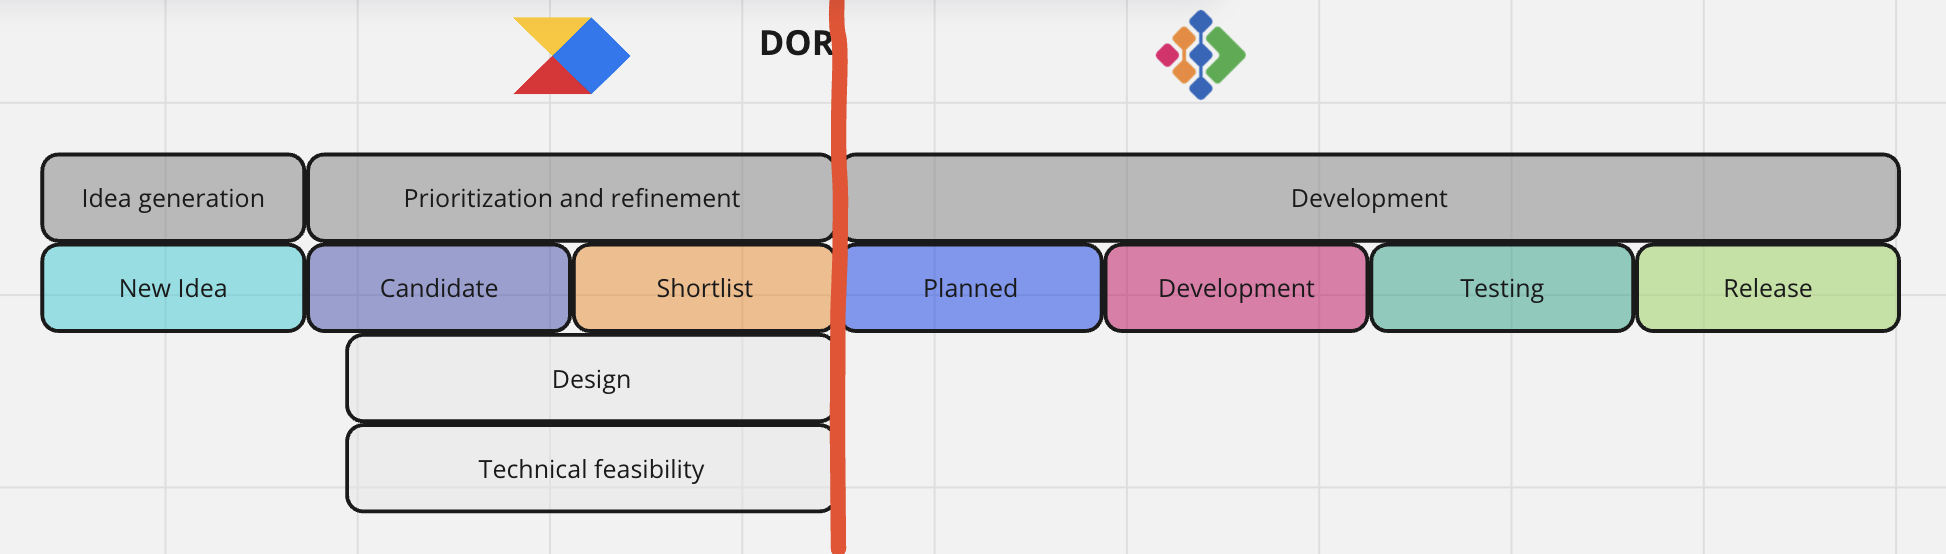 DOR
Idea generation
Prioritization and refinement
Development
New Idea
Candidate
Shortlist
Planned
Development
Testing
Release
Design
Technical feasibility